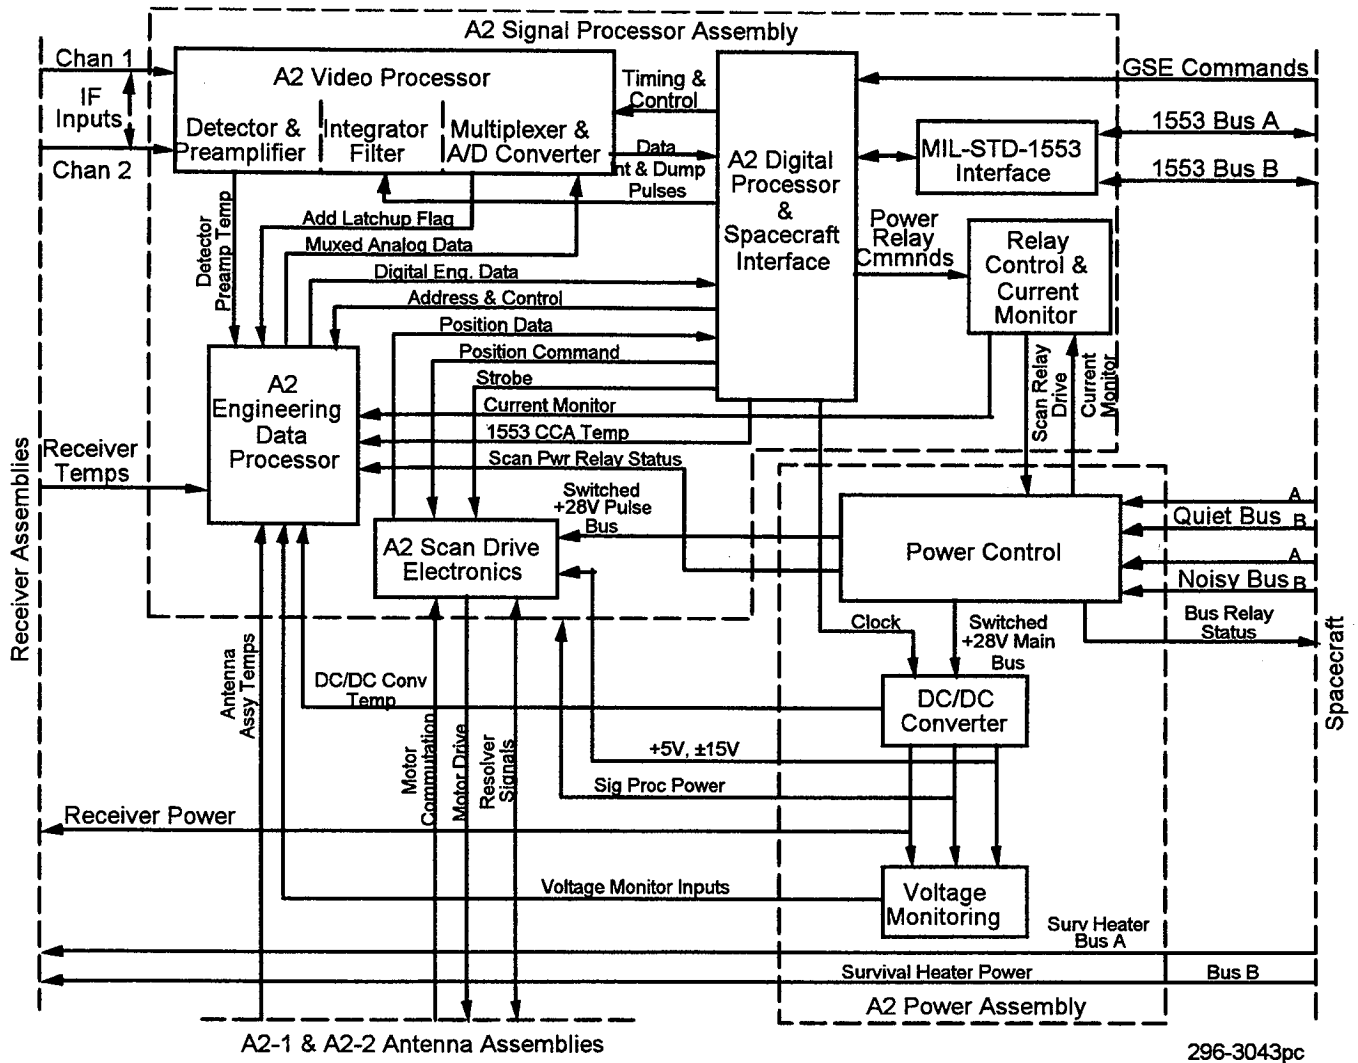 A2 Signal Processor Assembly
Chan 1
IF
Inputs
Chan 2
A2 Video Processor
Detector &
Preamplifier
Integrator
Filter
Multiplexer &
A/D Converter
Timing &
Control
Data
Int & Dump
Pulses
A2 Digital
Processor
&
Spacecraft
Interface
GSE Commands
MIL-STD-1553
Interface
1553 Bus A
1553 Bus B
Power
Relay
Cmmnds
Relay
Control &
Current
Monitor
Detector
Preamp Temp
Add Latchup Flag
Muxed Analog Data
Digital Eng. Data
Address & Control
Position Data
Position Command
Strobe
Current Monitor
1553 CCA Temp
Scan Pwr Relay Status
A2
Engineering
Data
Processor
Receiver
Temps
Receiver Assemblies
Scan Relay
Drive
Current
Monitor
Switched
+28V Pulse
Bus
A2 Scan Drive
Electronics
Power Control
A
Quiet Bus B
A
Noisy Bus B
Bus Relay
Status
Spacecraft
Clock
Switched
+28V Main
Bus
Antenna
Assy Temps
DC/DC Conv
Temp
DC/DC
Converter
Motor
Commutation
Motor Drive
Resolver
Signals
+5V, ±15V
Sig Proc Power
Receiver Power
Voltage Monitor Inputs
Voltage
Monitoring
Surv Heater
Bus A
Survival Heater Power
Bus B
A2 Power Assembly
A2-1 & A2-2 Antenna Assemblies
296-3043pc